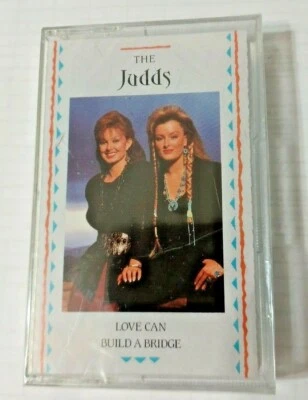 THE
Judds
LOVE CAN
BUILD A BRIDGE